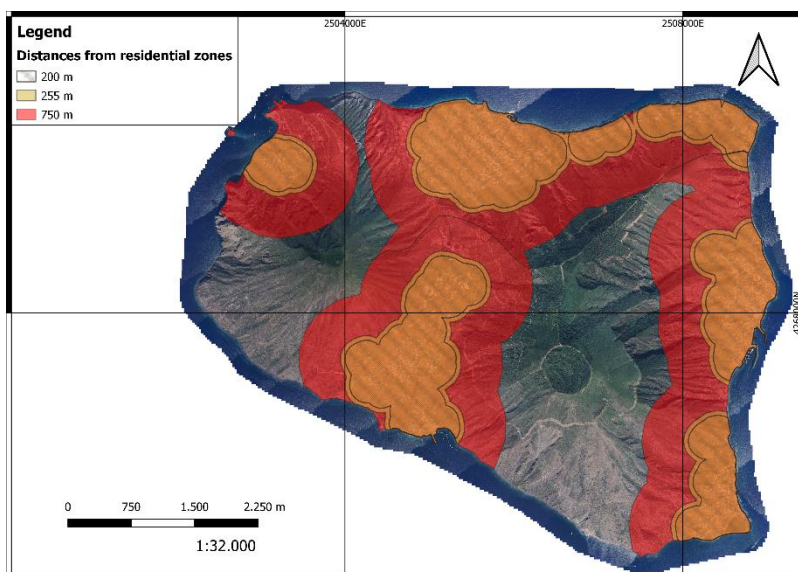 2504000E
2508000E
Legend
Distances from residential zones
200 m
255 m
750 m
4268000N
0 750 1.500 2.250 m
1:32.000